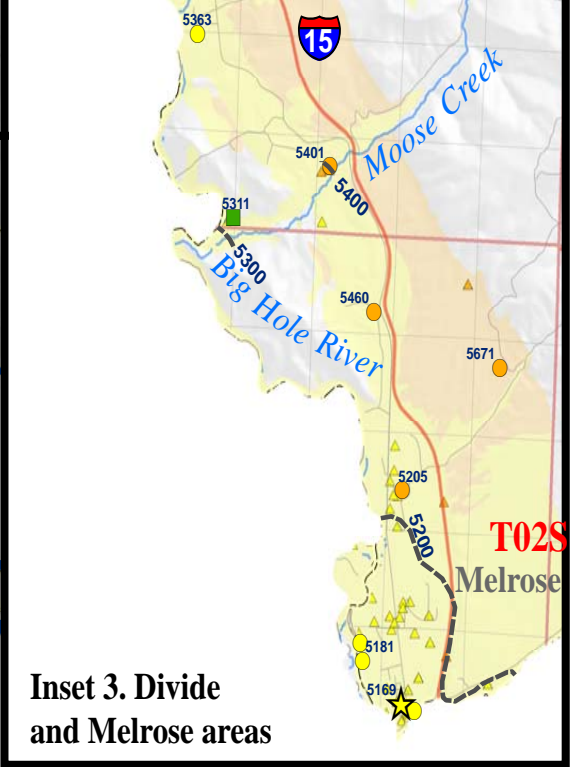 5363
15
Moose Creek
5401
5400
5311
5300
Big Hole River
5460
5671
5205
5200
T02S
Melrose
5181
5169
Inset 3. Divide
and Melrose areas